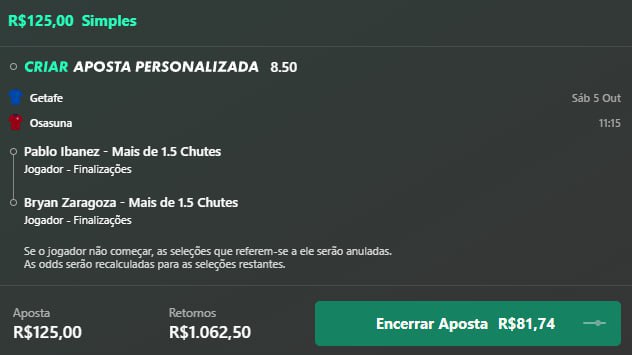 R$125,00 Simples
CRIAR APOSTA PERSONALIZADA 8.50
Getafe Sáb 5 Out
Osasuna 11:15
Pablo Ibanez - Mais de 1.5 Chutes
Jogador - Finalizações
Bryan Zaragoza - Mais de 1.5 Chutes
Jogador - Finalizações
Se o jogador não começar, as seleções que referem-se a ele serão anuladas.
As odds serão recalculadas para as seleções restantes.
Aposta Retornos
R$125,00 R$1.062,50 Encerrar Aposta R$81,74